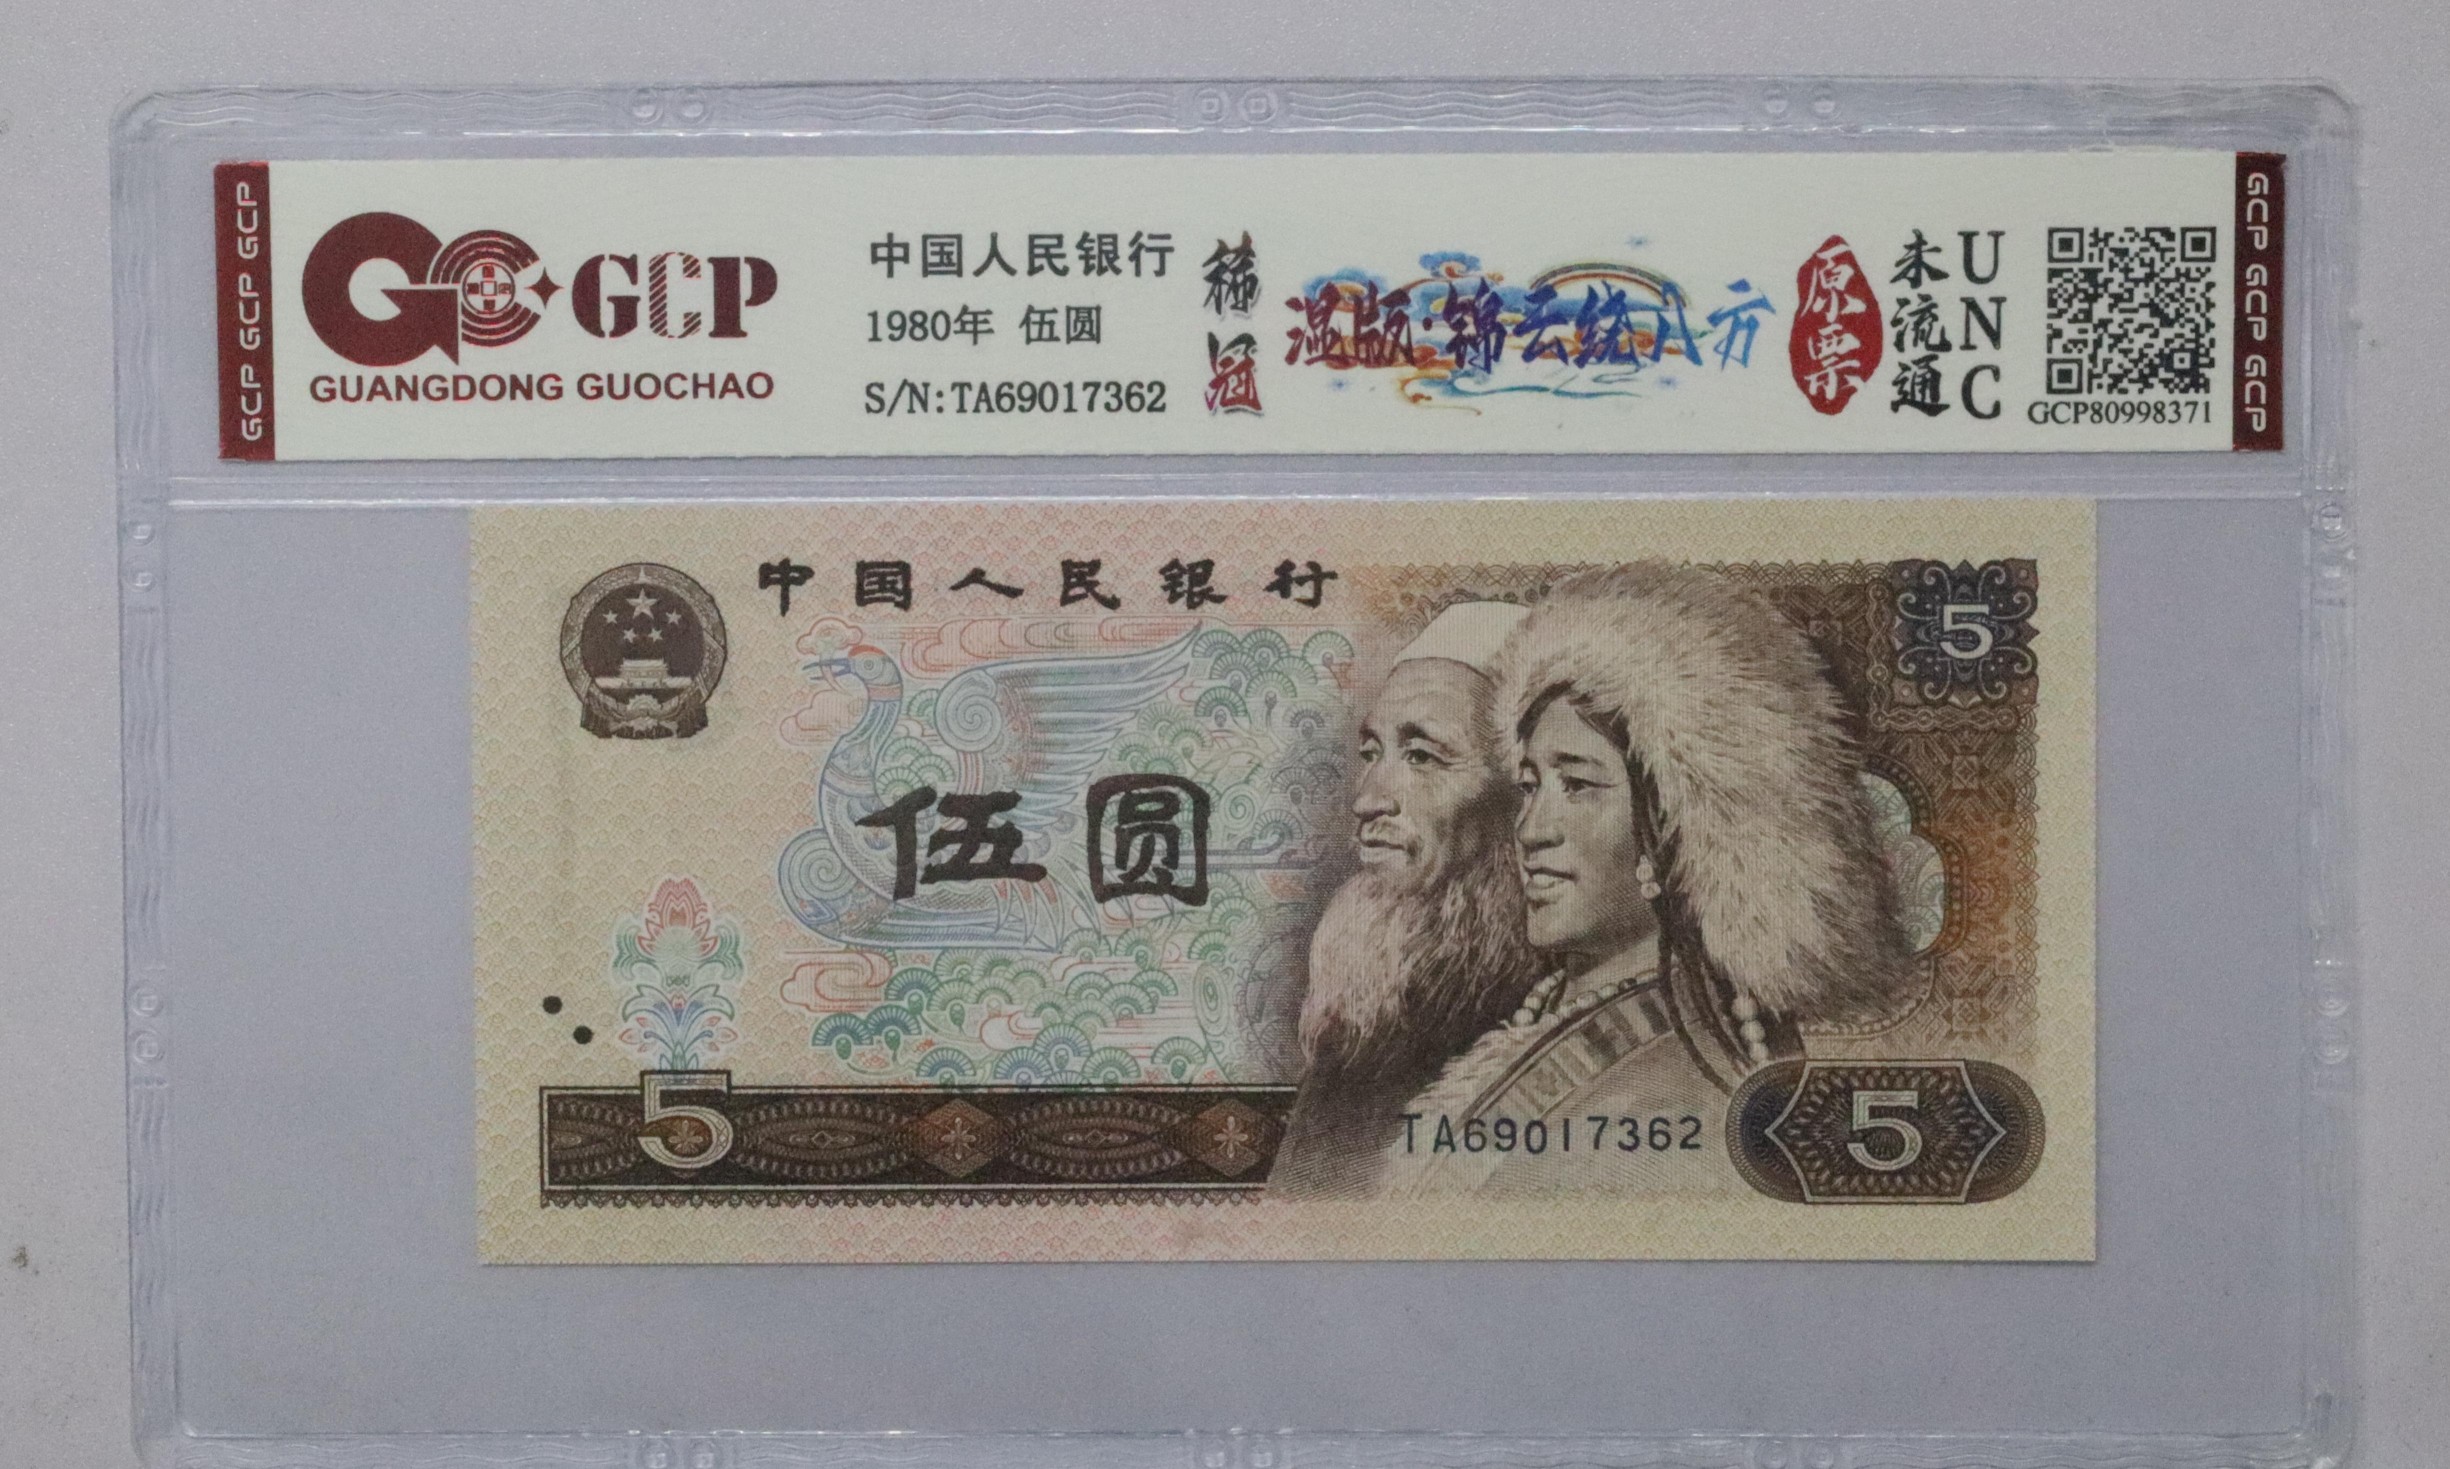 GCP GCP GCP
GCP
GUANGDONG GUOCHAO
中国人民银行
1980年 伍圆
S/N:TA69017362
稀冠
湿版·锦云绕八方
原票
未流通
UNC
GCP80998371
GCP GCP GCP
中国人民银行
5
伍圆
5
TA69017362
5